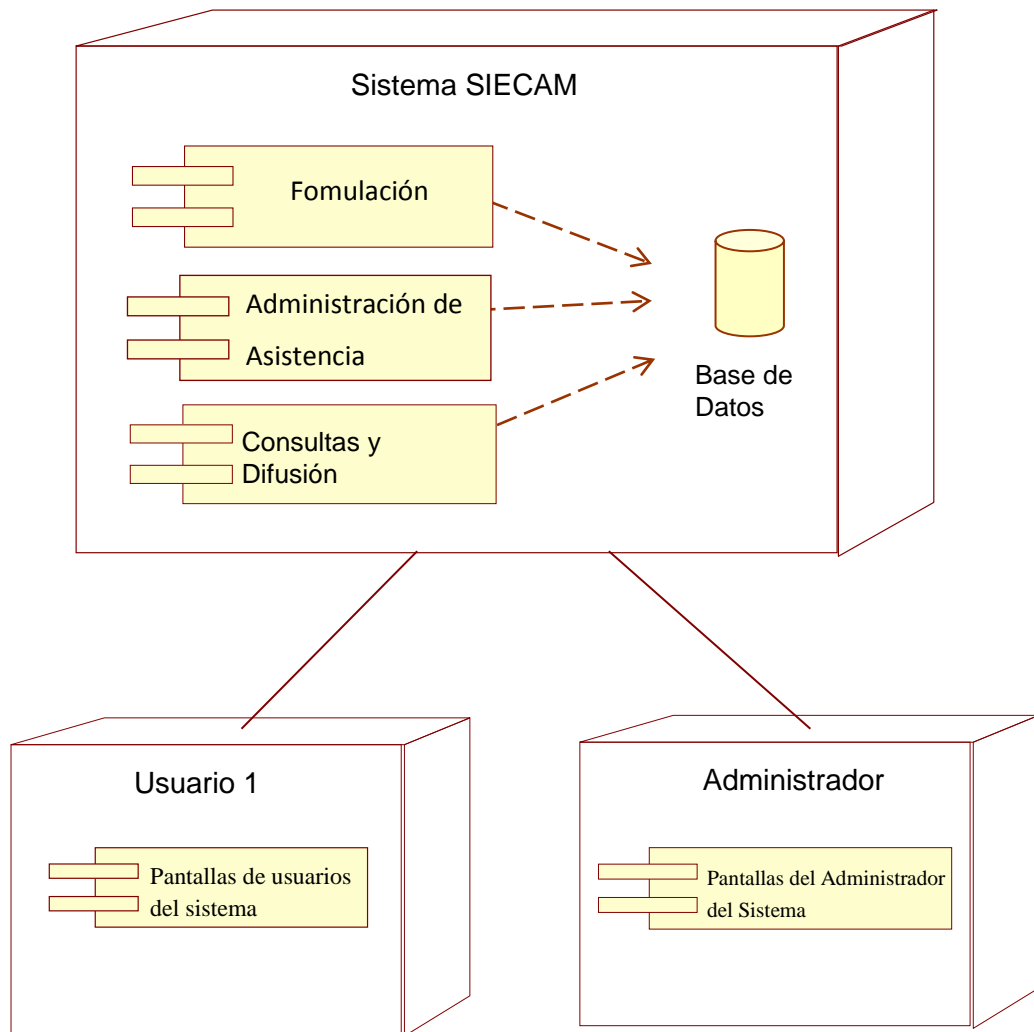 Sistema SIECAM
Fomulación
Administración de
Asistencia
Consultas y
Difusión
Base de
Datos
Usuario 1
Pantallas de usuarios
del sistema
Administrador
Pantallas del Administrador
del Sistema